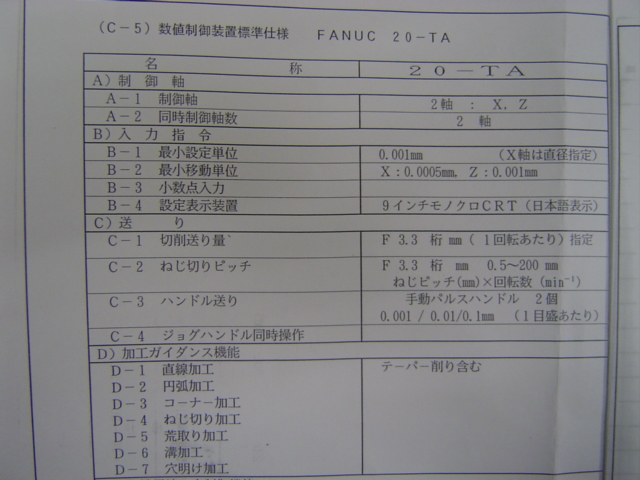 (C-5) 数値制御装置標準仕様 FANUC 20-TA
名 称 20-TA
A) 制 御 軸
A-1 制御軸 2軸 : X, Z
A-2 同時制御軸数 2 軸
B) 入 力 指 令
B-1 最小設定単位 0.001mm (X軸は直径指定)
B-2 最小移動単位 X:0.0005mm, Z:0.001mm
B-3 小数点入力
B-4 設定表示装置 9インチモノクロCRT (日本語表示)
C) 送 り
C-1 切削送り量 F 3.3 桁 mm ( 1回転あたり) 指定
C-2 ねじ切りピッチ F 3.3 桁 mm 0.5~200 mm
ねじピッチ(mm)×回転数 (min⁻¹)
C-3 ハンドル送り 手動パルスハンドル 2個
0.001 / 0.01/0.1mm (1目盛あたり)
C-4 ジョグハンドル同時操作
D) 加工ガイダンス機能
D-1 直線加工 テーパー削り含む
D-2 円弧加工
D-3 コーナー加工
D-4 ねじ切り加工
D-5 荒取り加工
D-6 溝加工
D-7 穴明け加工